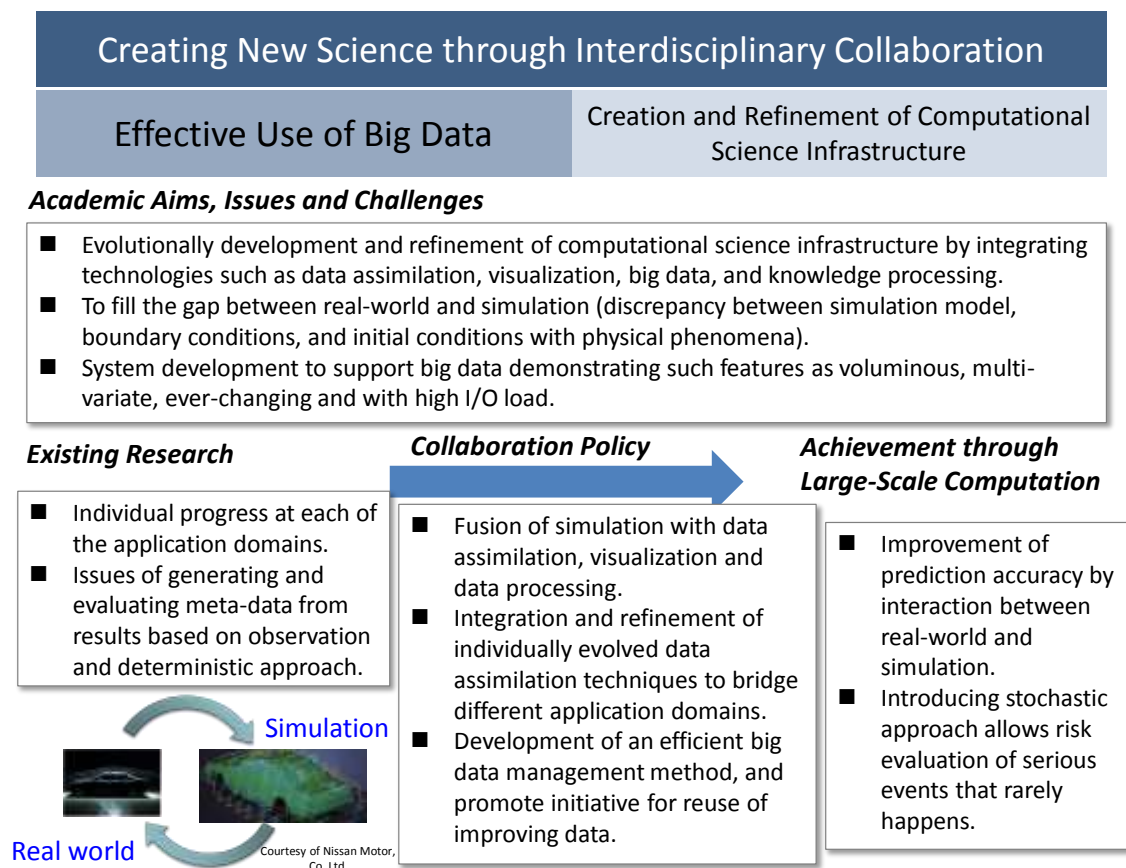 Creating New Science through Interdisciplinary Collaboration
Effective Use of Big Data
Creation and Refinement of Computational
Science Infrastructure
Academic Aims, Issues and Challenges
■ Evolutionally development and refinement of computational science infrastructure by integrating
technologies such as data assimilation, visualization, big data, and knowledge processing.
■ To fill the gap between real-world and simulation (discrepancy between simulation model,
boundary conditions, and initial conditions with physical phenomena).
■ System development to support big data demonstrating such features as voluminous, multi-
variate, ever-changing and with high I/O load.
Existing Research
■ Individual progress at each of
the application domains.
■ Issues of generating and
evaluating meta-data from
results based on observation
and deterministic approach.
Simulation
Real world
Courtesy of Nissan Motor,
Co. Ltd
Collaboration Policy
■ Fusion of simulation with data
assimilation, visualization and
data processing.
■ Integration and refinement of
individually evolved data
assimilation techniques to bridge
different application domains.
■ Development of an efficient big
data management method, and
promote initiative for reuse of
improving data.
Achievement through
Large-Scale Computation
■ Improvement of
prediction accuracy by
interaction between
real-world and
simulation.
■ Introducing stochastic
approach allows risk
evaluation of serious
events that rarely
happens.